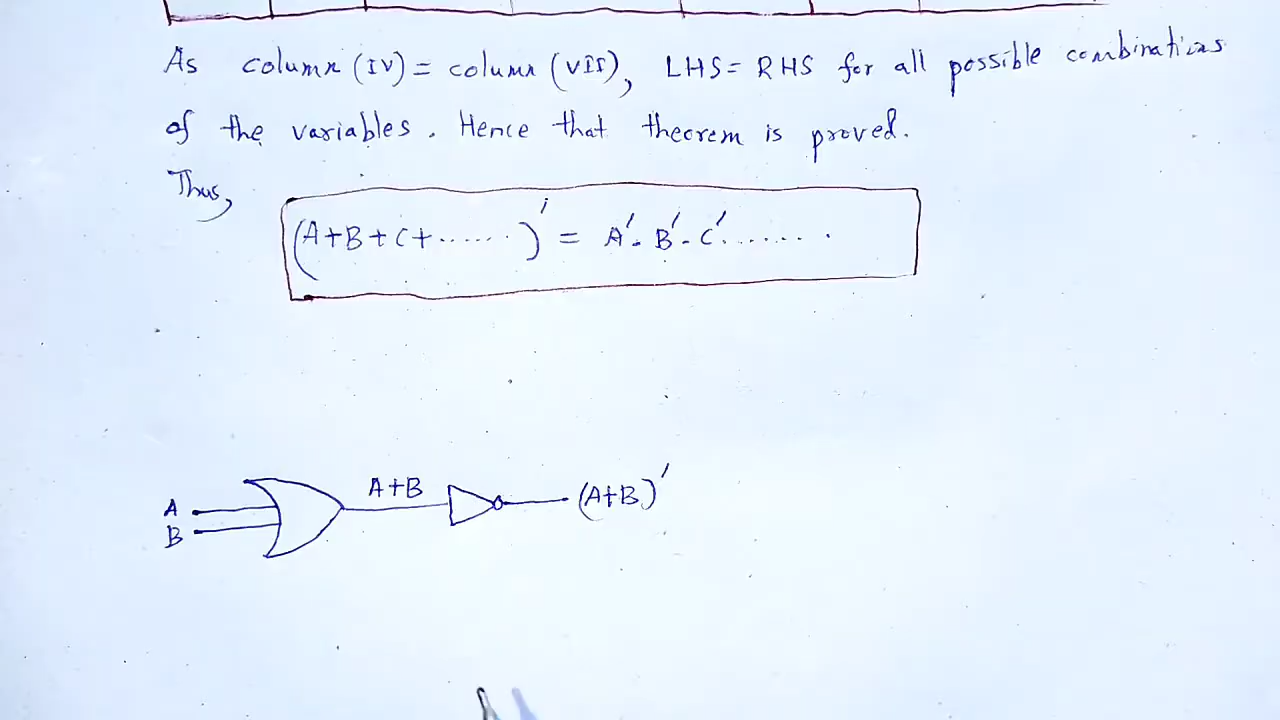 As column (IV) = column (VII), LHS = RHS for all possible combinations
of the variables. Hence that theorem is proved.
Thus,
(A+B+C+......)' = A'. B'. C'........
A+B
(A+B)'
A
B